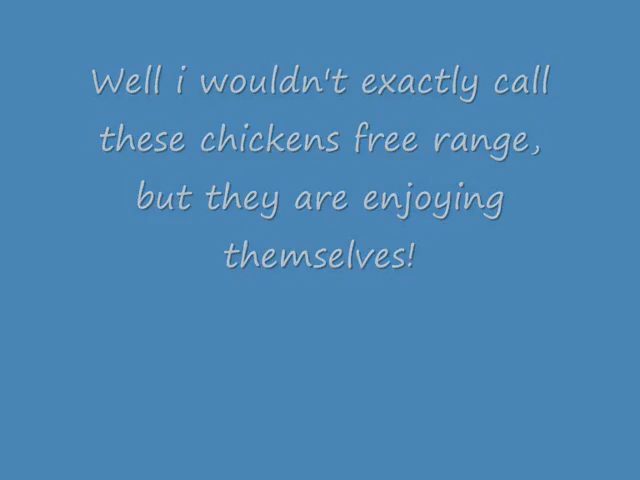 Well i wouldn't exactly call
these chickens free range,
but they are enjoying
themselves!